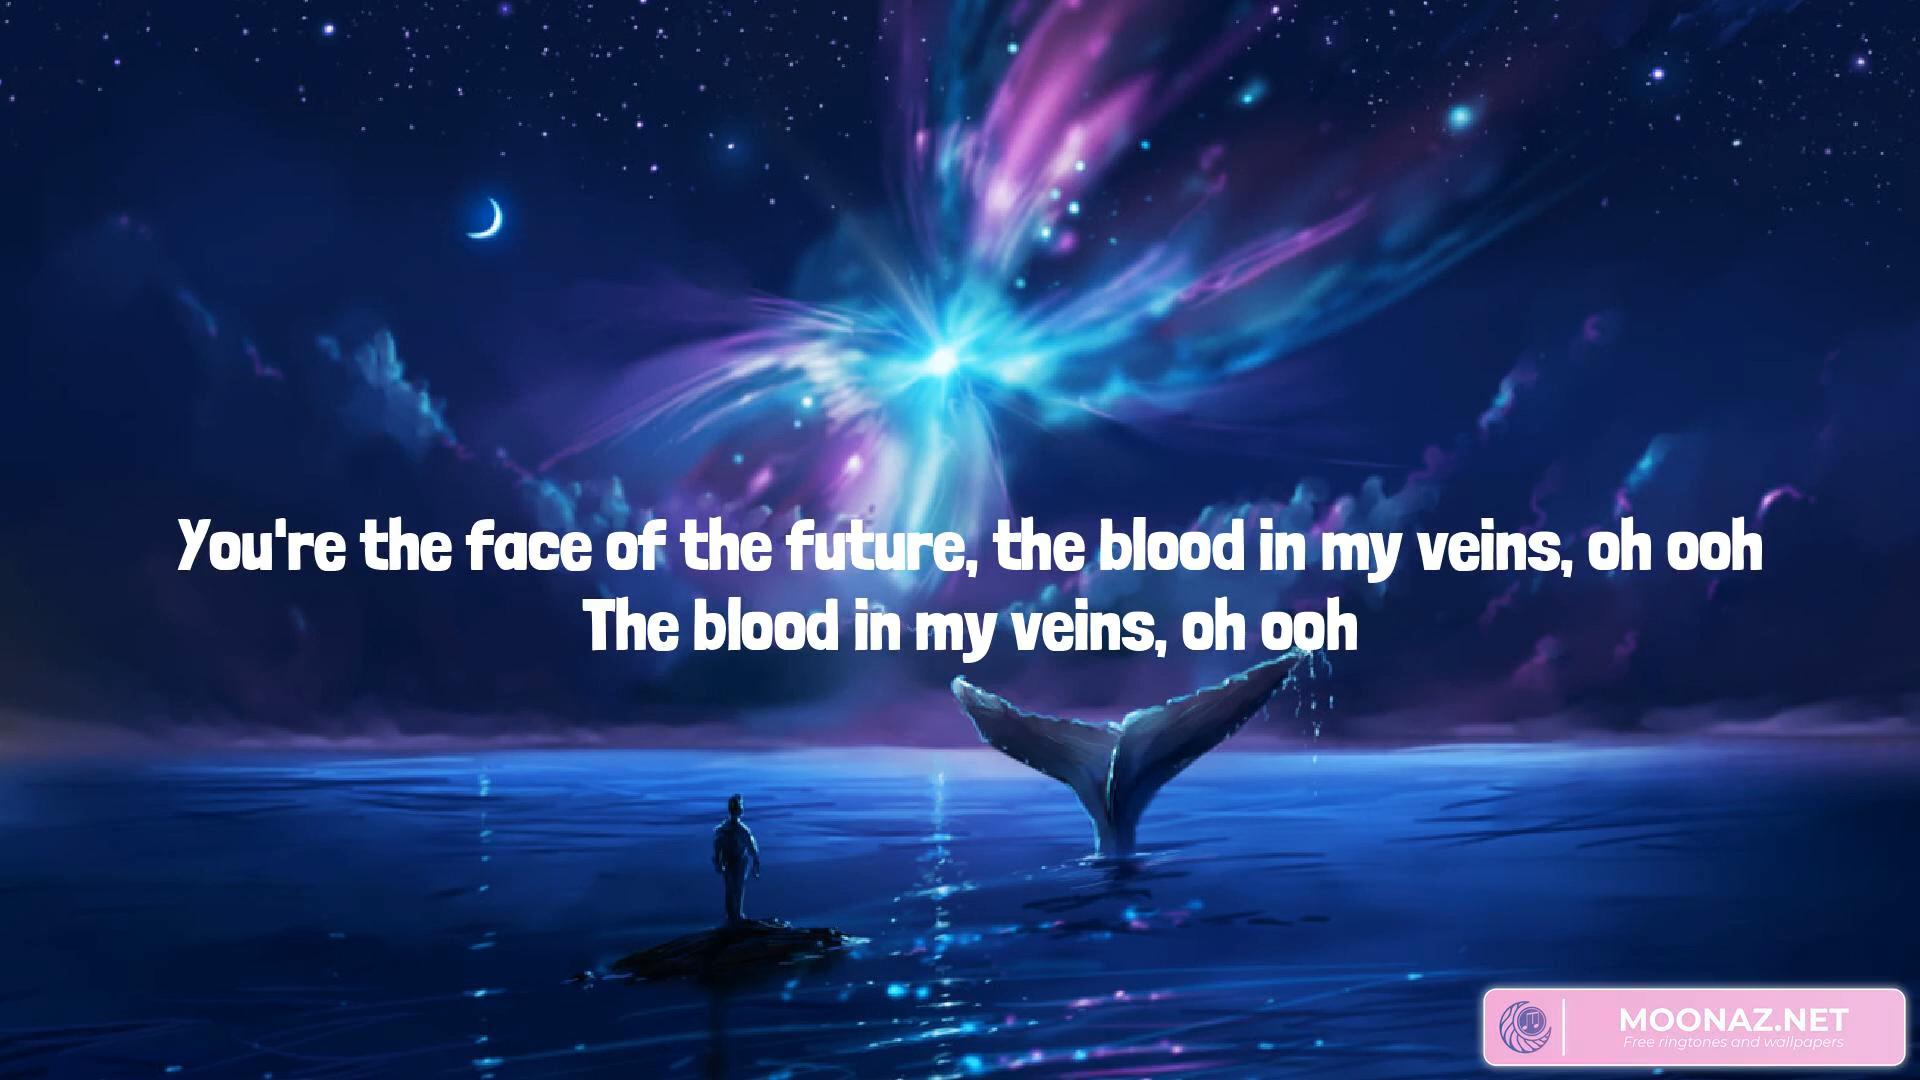 You're the face of the future, the blood in my veins, oh ooh
The blood in my veins, oh ooh
MOONAZ.NET
Free ringtones and wallpapers